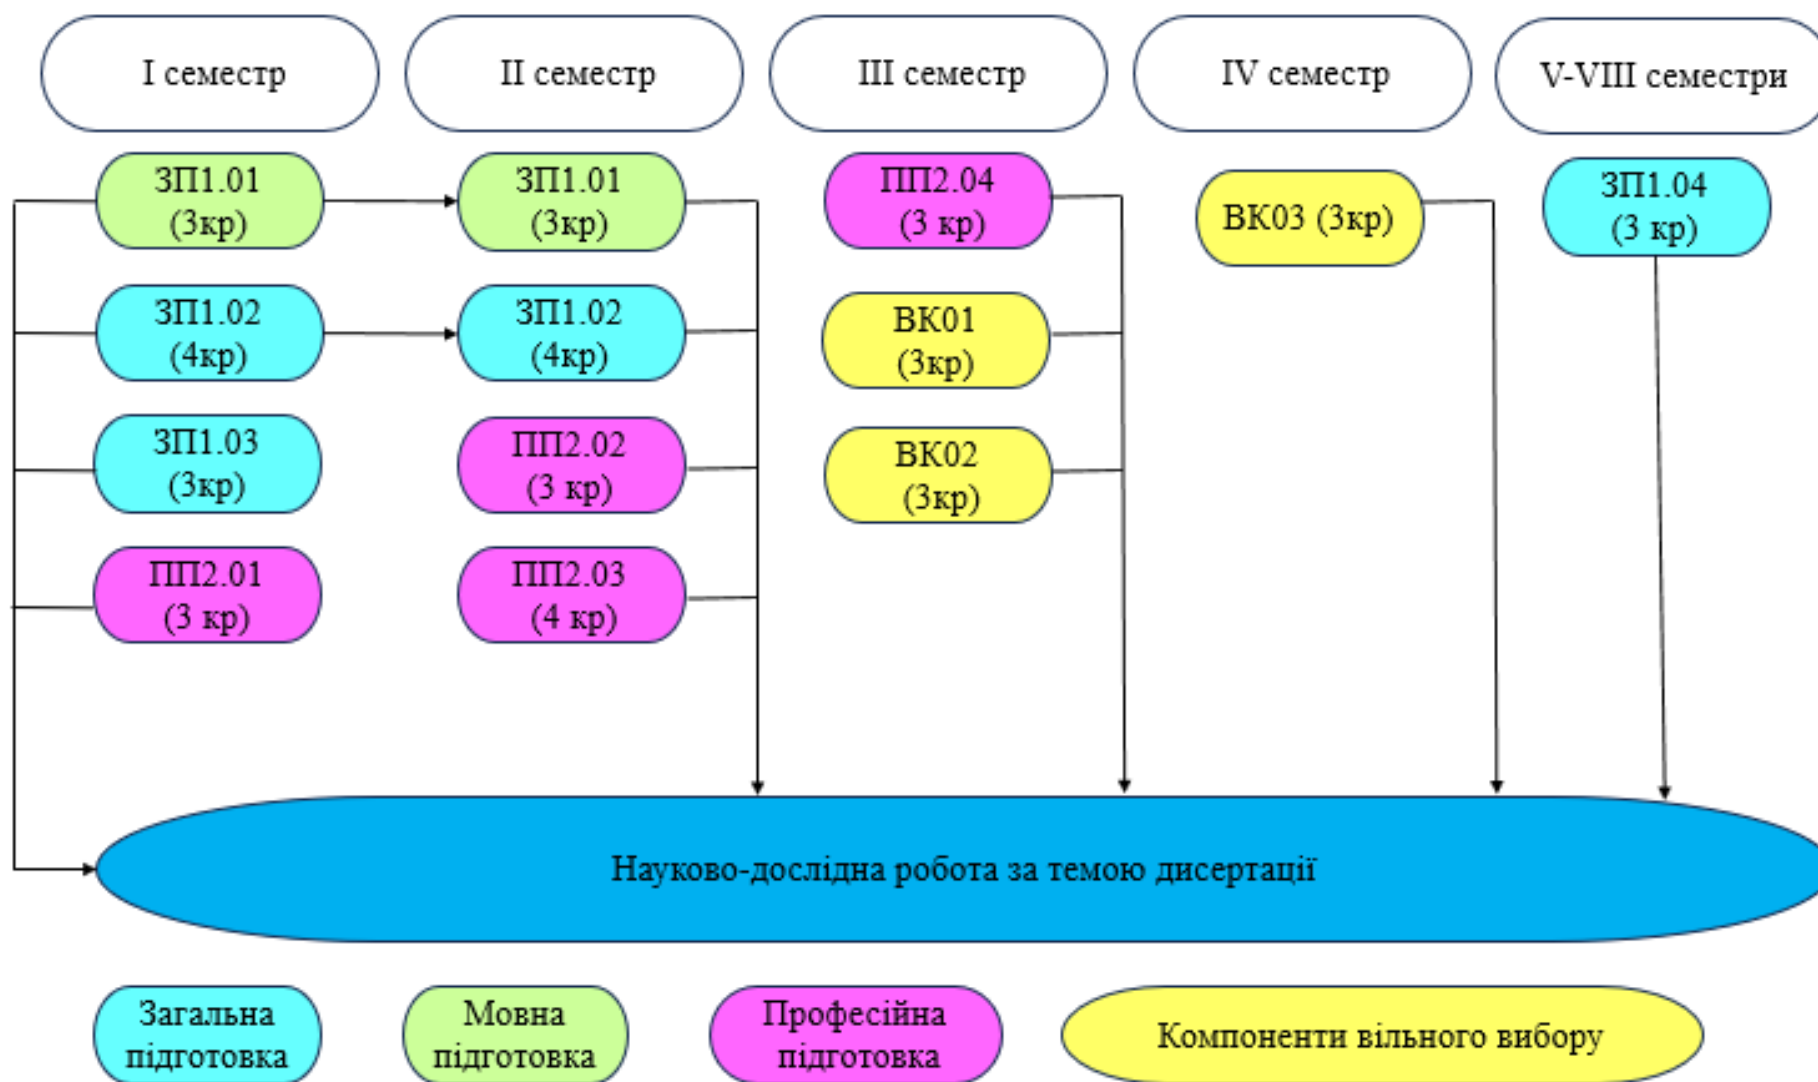 I семестр
II семестр
III семестр
IV семестр
V-VIII семестри
ЗП1.01
(3кр)
ЗП1.01
(3кр)
ПП2.04
(3 кр)
ВК03 (3кр)
ЗП1.04
(3 кр)
ЗП1.02
(4кр)
ЗП1.02
(4кр)
ВК01
(3кр)
ЗП1.03
(3кр)
ПП2.02
(3 кр)
ВК02
(3кр)
ПП2.01
(3 кр)
ПП2.03
(4 кр)
Науково-дослідна робота за темою дисертації
Загальна
підготовка
Мовна
підготовка
Професійна
підготовка
Компоненти вільного вибору